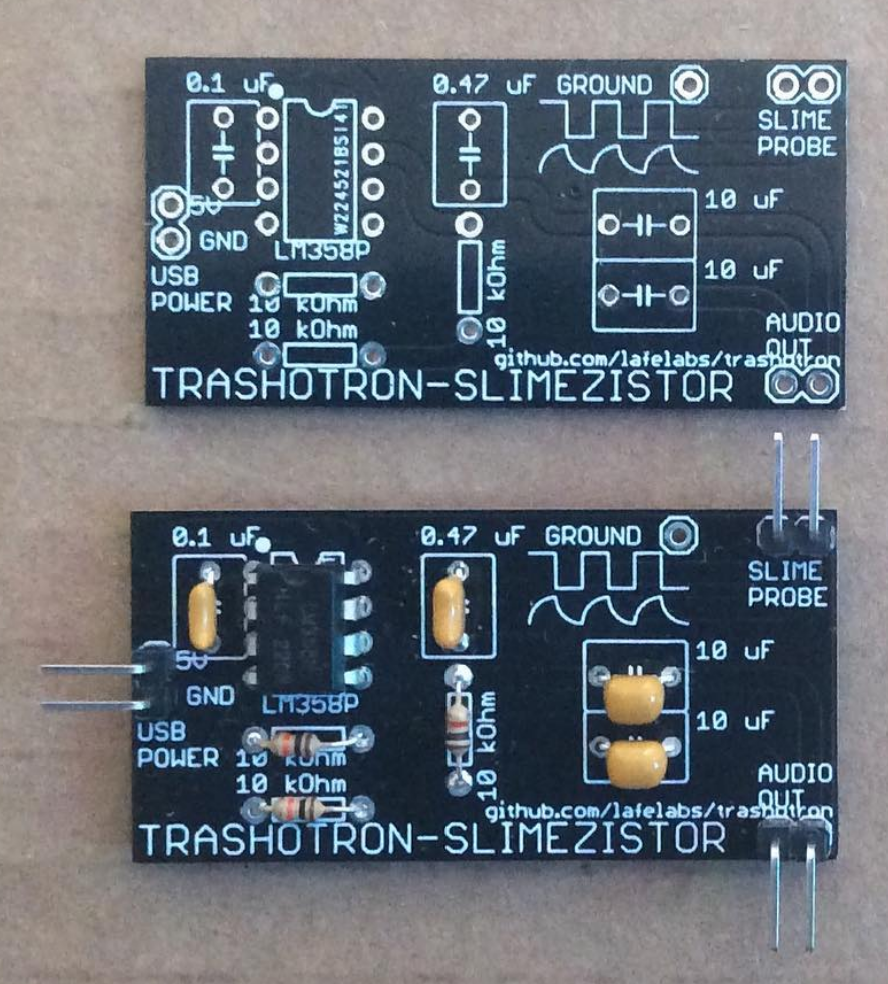 0.1 uF
0.47 uF
GROUND
W224521BS141
SLIME
PROBE
5V
GND
LM358P
10 uF
USB
POWER
10 kOhm
10 kOhm
10 kOhm
10 uF
AUDIO
OUT
github.com/lafelabs/trashotron
TRASHOTRON-SLIMEZISTOR
0.1 uF
0.47 uF
GROUND
SLIME
PROBE
5V
GND
LM358P
10 uF
USB
POWER
10 kOhm
10 kOhm
10 kOhm
10 uF
AUDIO
OUT
github.com/lafelabs/trashotron
TRASHOTRON-SLIMEZISTOR